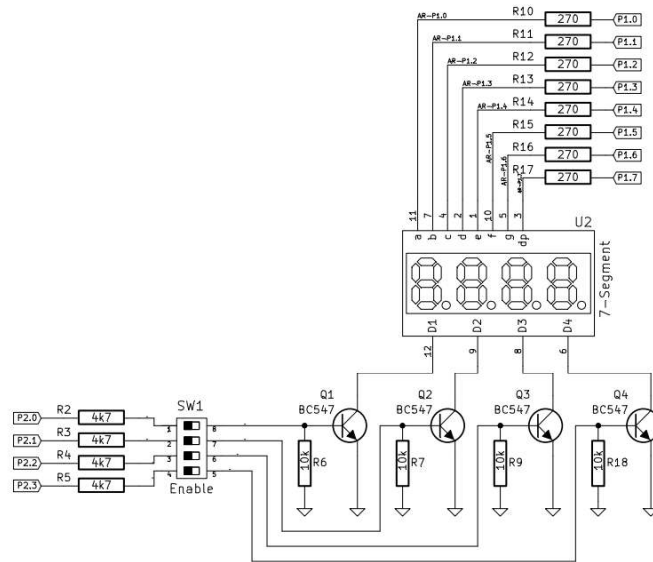 AR-P1.0 R10 270 P1.0
AR-P1.1 R11 270 P1.1
AR-P1.2 R12 270 P1.2
AR-P1.3 R13 270 P1.3
AR-P1.4 R14 270 P1.4
AR-P1.5 R15 270 P1.5
AR-P1.6 R16 270 P1.6
R17 270 P1.7
11 7 4 2 1 10 5 3
a b c d e f g dp
U2
7-Segment
D1 D2 D3 D4
12 9 8 6
Q1 Q2 Q3 Q4
BC547 BC547 BC547 BC547
SW1
P2.0 R2 4k7 1 8
P2.1 R3 4k7 2 7
P2.2 R4 4k7 3 6
P2.3 R5 4k7 4 5
Enable
10k R6 10k R7 10k R9 10k R18